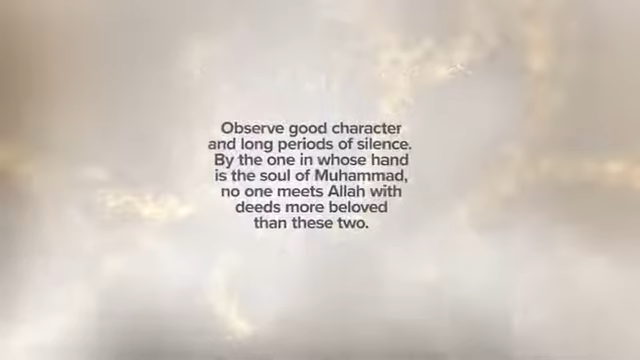 Observe good character
and long periods of silence.
By the one in whose hand
is the soul of Muhammad,
no one meets Allah with
deeds more beloved
than these two.